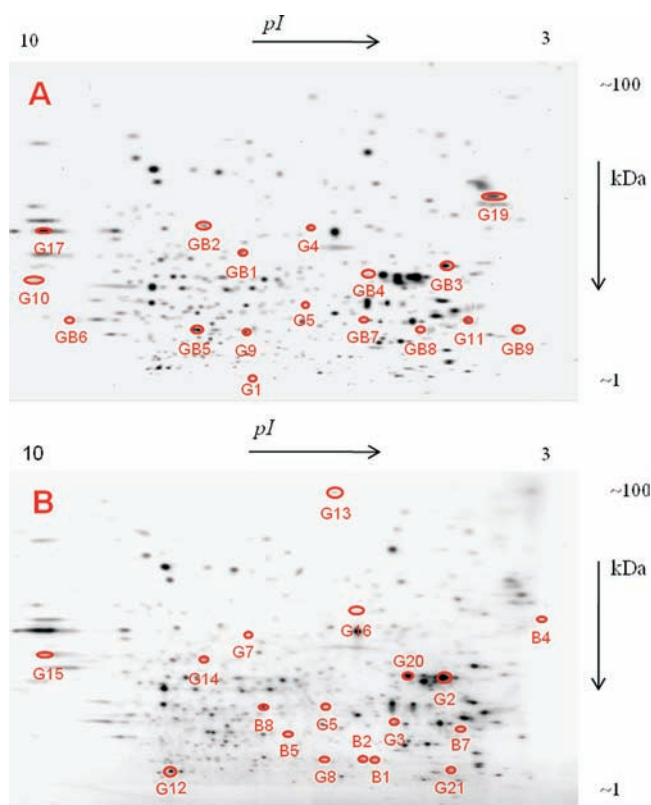 pI
10 3
A
~100
kDa
G19
G17 GB2 G4
GB1
G10 GB4 GB3
G5
GB6 GB5 G9 GB7 GB8 G11 GB9
G1
~1
pI
10 3
B
~100
G13
kDa
G16
G7 B4
G15 G14 G20 G2
B8 G5 G3
B5 B2 B7
G12 G8 B1 G21
~1